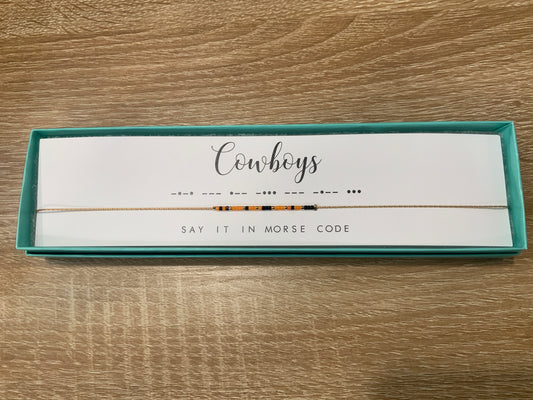 Cowboys
–•–• ––– •–– –••• ––– –•–– •••
SAY IT IN MORSE CODE